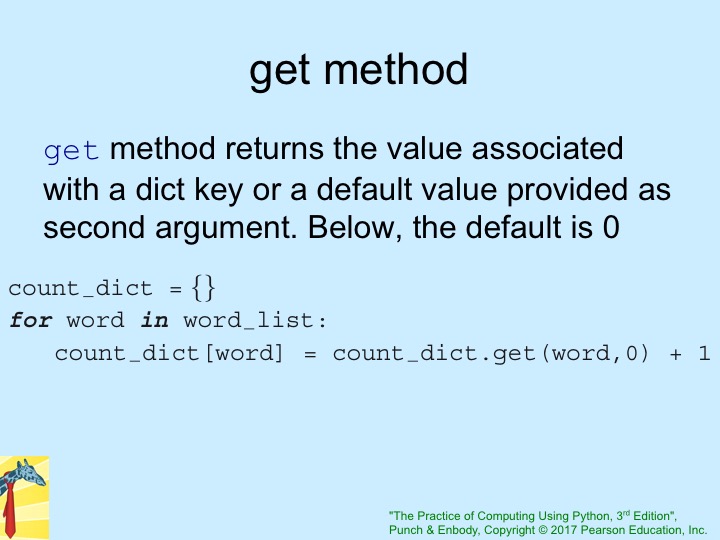 get method
get method returns the value associated
with a dict key or a default value provided as
second argument. Below, the default is 0
count_dict = {}
for word in word_list:
    count_dict[word] = count_dict.get(word,0) + 1
"The Practice of Computing Using Python, 3rd Edition",
Punch & Enbody, Copyright © 2017 Pearson Education, Inc.